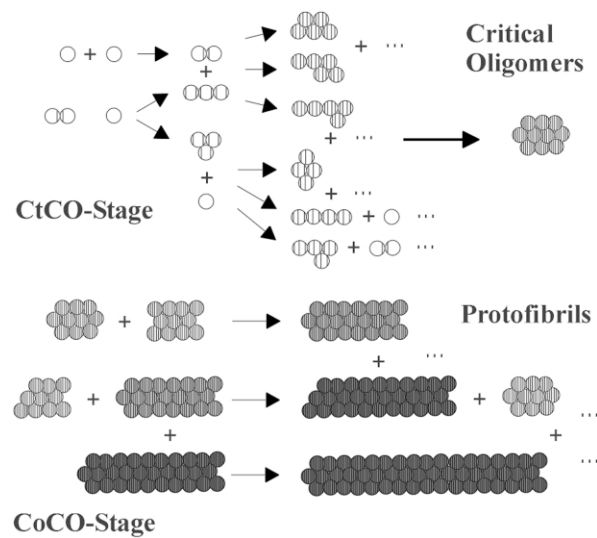 Critical
Oligomers
CtCO-Stage
Protofibrils
CoCO-Stage